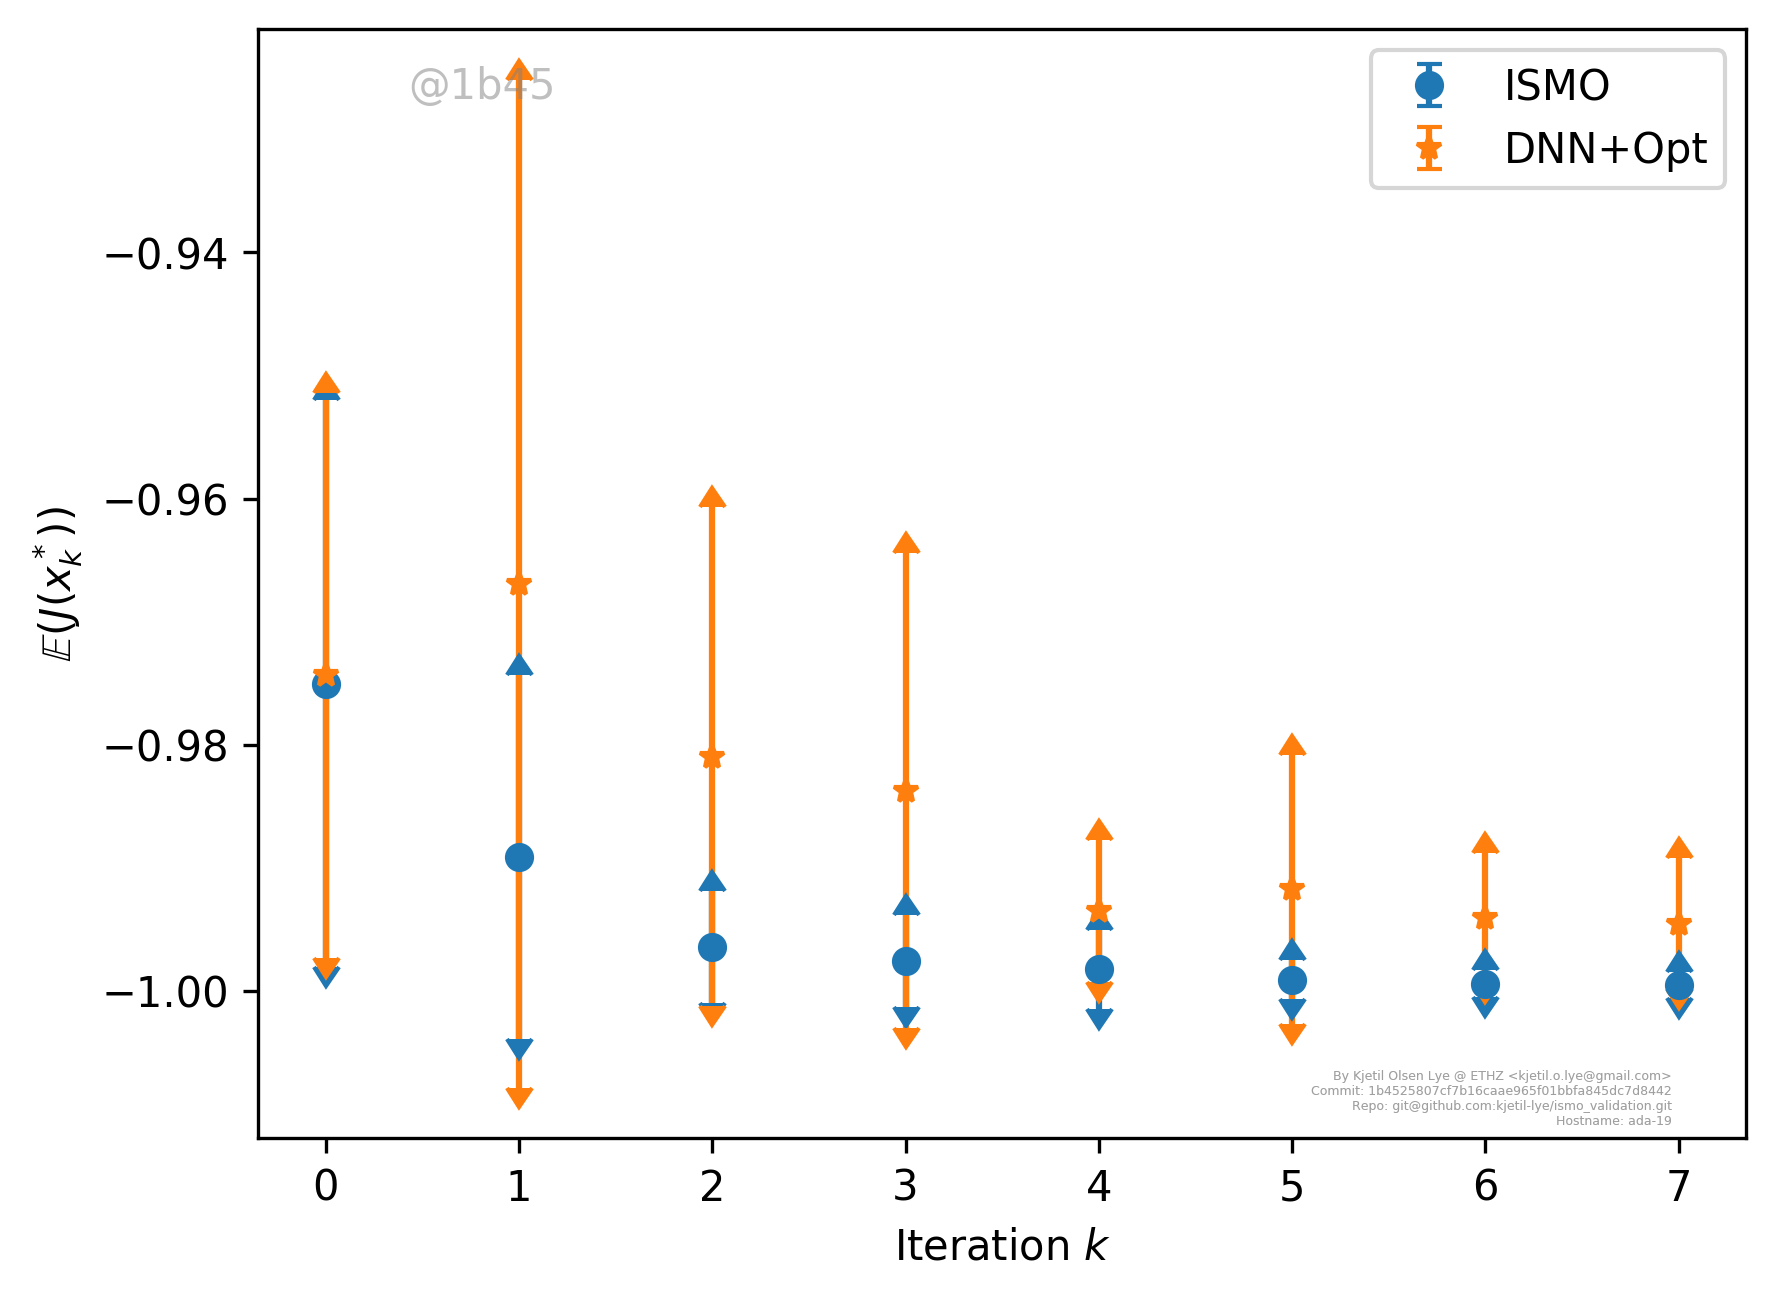 @1b45
ISMO
DNN+Opt
−0.94
−0.96
−0.98
−1.00
𝔼(J(x*k))
By Kjetil Olsen Lye @ ETHZ <kjetil.o.lye@gmail.com>
Commit: 1b4525807cf7b16caae965f01bbfa845dc7d8442
Repo: git@github.com:kjetil-lye/ismo_validation.git
Hostname: ada-19
0 1 2 3 4 5 6 7
Iteration k